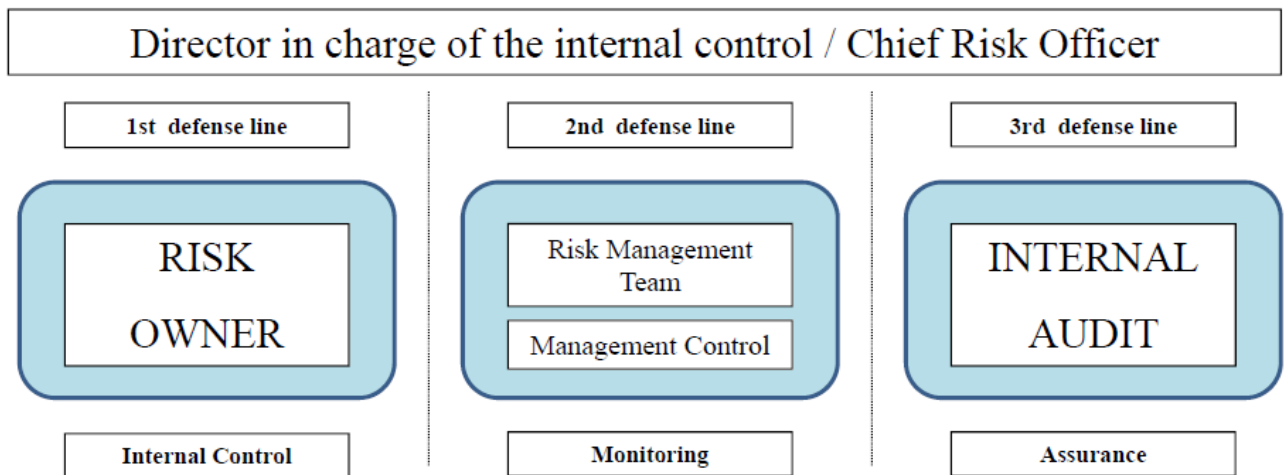 Director in charge of the internal control / Chief Risk Officer
1st defense line
2nd defense line
3rd defense line
RISK
OWNER
Risk Management
Team
Management Control
INTERNAL
AUDIT
Internal Control
Monitoring
Assurance